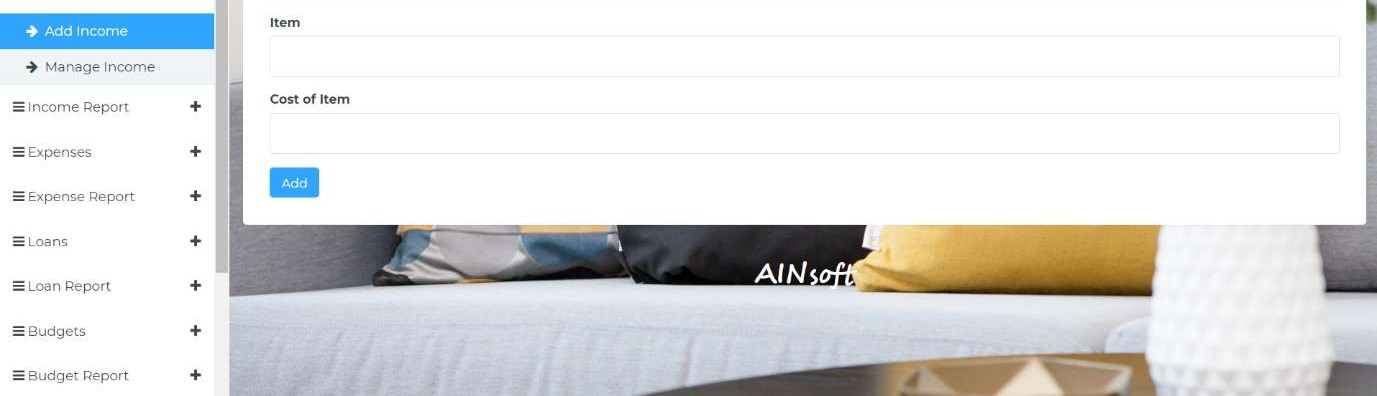 Add Income
Manage Income
Income Report
Expenses
Expense Report
Loans
Loan Report
Budgets
Budget Report
Item
Cost of Item
Add
AINsoft